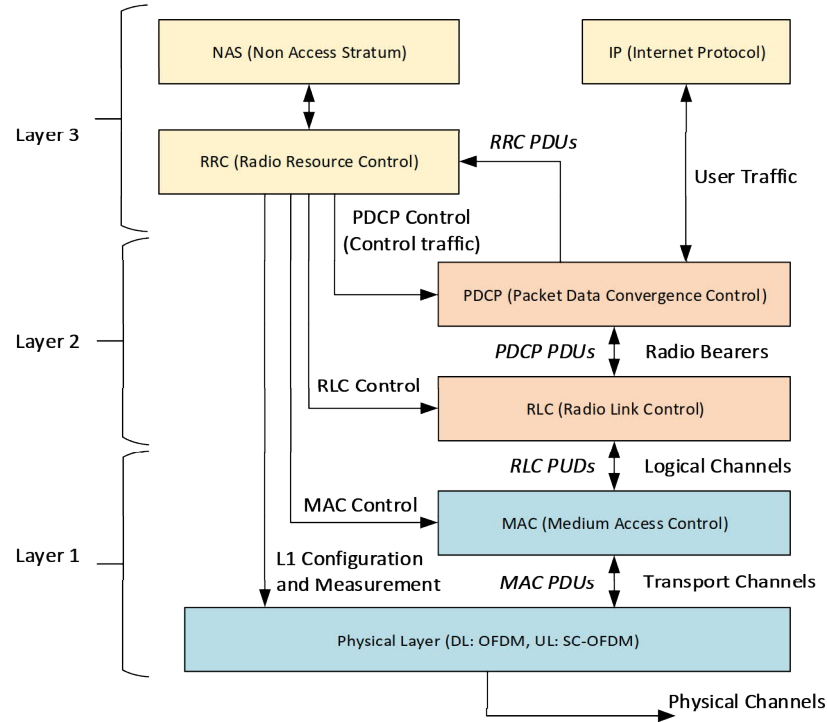 NAS (Non Access Stratum)
IP (Internet Protocol)
Layer 3
RRC (Radio Resource Control)
RRC PDUs
User Traffic
PDCP Control
(Control traffic)
PDCP (Packet Data Convergence Control)
Layer 2
PDCP PDUs
Radio Bearers
RLC Control
RLC (Radio Link Control)
RLC PUDs
Logical Channels
MAC Control
MAC (Medium Access Control)
Layer 1
L1 Configuration
and Measurement
MAC PDUs
Transport Channels
Physical Layer (DL: OFDM, UL: SC-OFDM)
Physical Channels